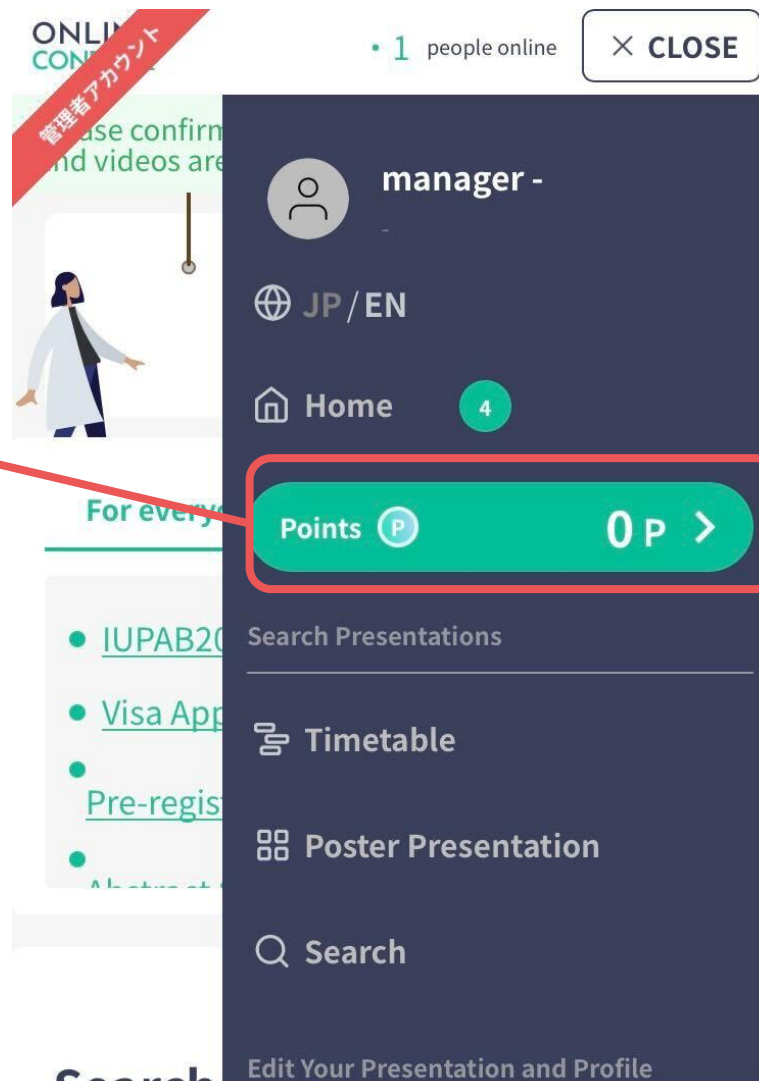 ONLI
CON
管理者アカウント
1 people online
× CLOSE
ase confirm
nd videos are
manager -
-
JP/EN
Home 4
For everyo
Points P 0 P
IUPAB20
Search Presentations
Visa App
Timetable
Pre-regis
Poster Presentation
Search
Edit Your Presentation and Profile
Search